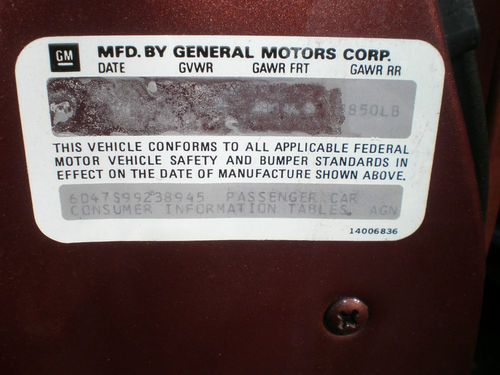 GM MFD. BY GENERAL MOTORS CORP.
DATE GVWR GAWR FRT GAWR RR
850LB
THIS VEHICLE CONFORMS TO ALL APPLICABLE FEDERAL
MOTOR VEHICLE SAFETY AND BUMPER STANDARDS IN
EFFECT ON THE DATE OF MANUFACTURE SHOWN ABOVE.
6D47S99238945 PASSENGER CAR
CONSUMER INFORMATION TABLES, AGN
14006836